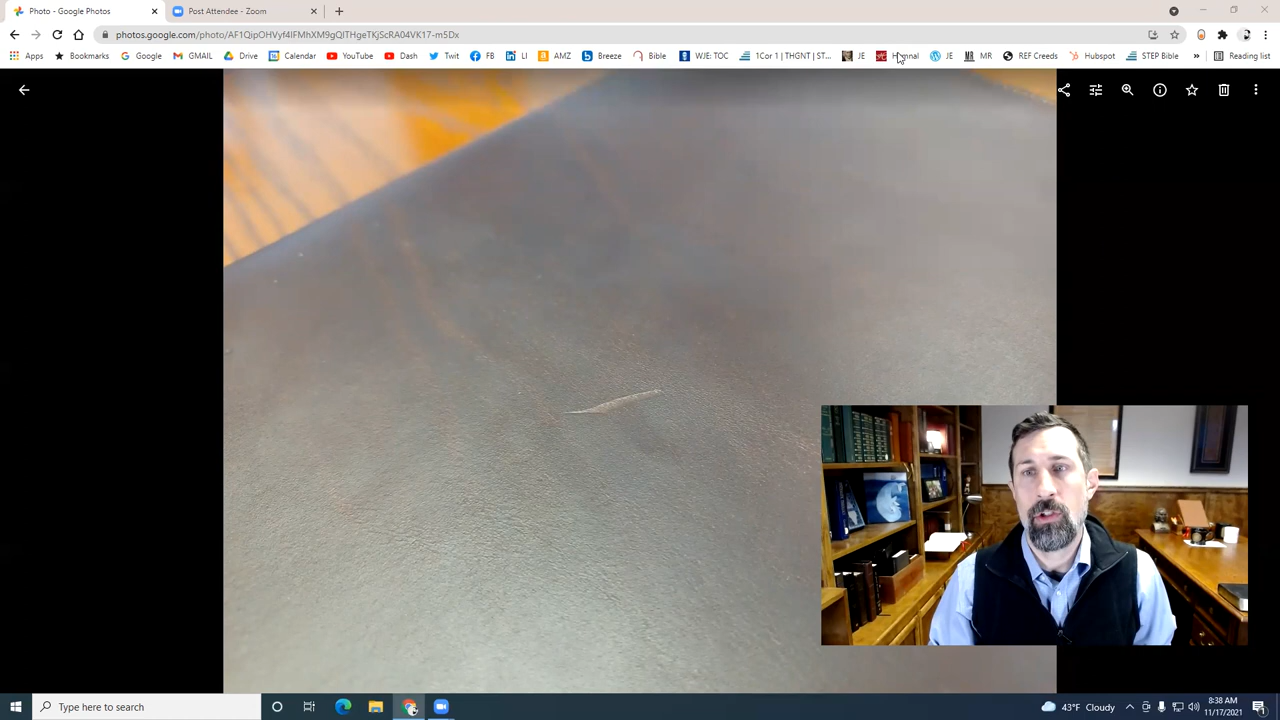 Photo - Google Photos
Post Attendee - Zoom
photos.google.com/photo/AF1QipOHVyf4IFMhXM9gQITHgeTKjScRA04VK17-m5Dx
Apps Bookmarks Google GMAIL Drive Calendar YouTube Dash Twit FB LI AMZ Breeze Bible WJE: TOC 1Cor 1 | THGNT | ST... JE Hymnal JE MR REF Creeds Hubspot STEP Bible » Reading list
Type here to search
43°F Cloudy
8:38 AM
11/17/2021